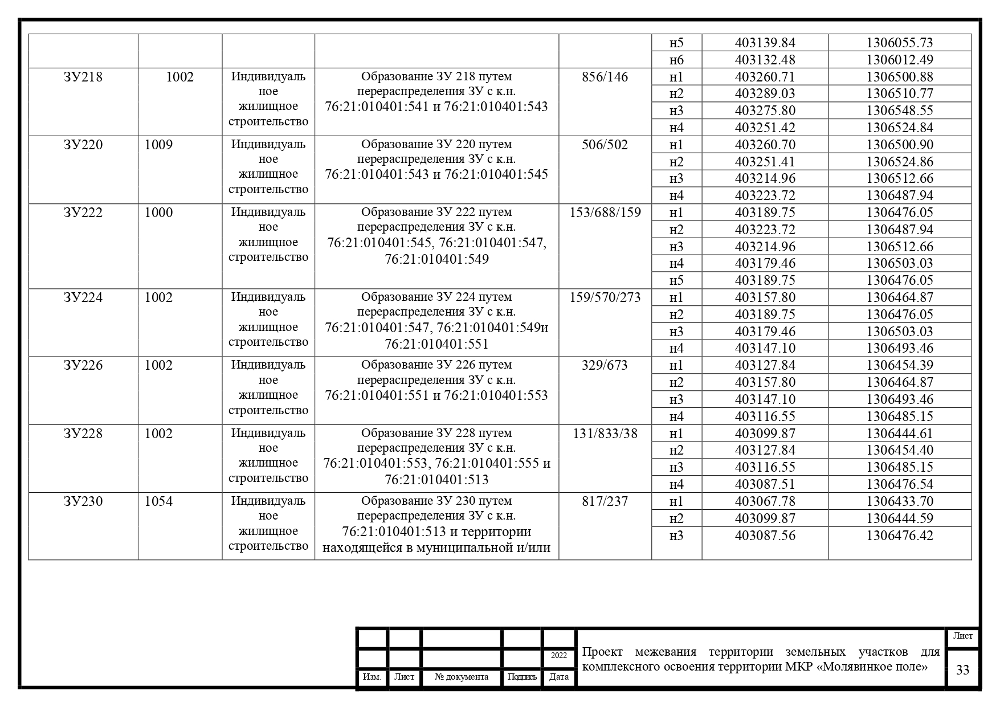 н5 403139.84 1306055.73
н6 403132.48 1306012.49
ЗУ218 1002 Индивидуаль Образование ЗУ 218 путем 856/146 н1 403260.71 1306500.88
ное перераспределения ЗУ с к.н. н2 403289.03 1306510.77
жилищное 76:21:010401:541 и 76:21:010401:543 н3 403275.80 1306548.55
строительство н4 403251.42 1306524.84
ЗУ220 1009 Индивидуаль Образование ЗУ 220 путем 506/502 н1 403260.70 1306500.90
ное перераспределения ЗУ с к.н. н2 403251.41 1306524.86
жилищное 76:21:010401:543 и 76:21:010401:545 н3 403214.96 1306512.66
строительство н4 403223.72 1306487.94
ЗУ222 1000 Индивидуаль Образование ЗУ 222 путем 153/688/159 н1 403189.75 1306476.05
ное перераспределения ЗУ с к.н. н2 403223.72 1306487.94
жилищное 76:21:010401:545, 76:21:010401:547, н3 403214.96 1306512.66
строительство 76:21:010401:549 н4 403179.46 1306503.03
н5 403189.75 1306476.05
ЗУ224 1002 Индивидуаль Образование ЗУ 224 путем 159/570/273 н1 403157.80 1306464.87
ное перераспределения ЗУ с к.н. н2 403189.75 1306476.05
жилищное 76:21:010401:547, 76:21:010401:549и н3 403179.46 1306503.03
строительство 76:21:010401:551 н4 403147.10 1306493.46
ЗУ226 1002 Индивидуаль Образование ЗУ 226 путем 329/673 н1 403127.84 1306454.39
ное перераспределения ЗУ с к.н. н2 403157.80 1306464.87
жилищное 76:21:010401:551 и 76:21:010401:553 н3 403147.10 1306493.46
строительство н4 403116.55 1306485.15
ЗУ228 1002 Индивидуаль Образование ЗУ 228 путем 131/833/38 н1 403099.87 1306444.61
ное перераспределения ЗУ с к.н. н2 403127.84 1306454.40
жилищное 76:21:010401:553, 76:21:010401:555 и н3 403116.55 1306485.15
строительство 76:21:010401:513 н4 403087.51 1306476.54
ЗУ230 1054 Индивидуаль Образование ЗУ 230 путем 817/237 н1 403067.78 1306433.70
ное перераспределения ЗУ с к.н. н2 403099.87 1306444.59
жилищное 76:21:010401:513 и территории н3 403087.56 1306476.42
строительство находящейся в муниципальной и/или
Лист
2022 Проект межевания территории земельных участков для
комплексного освоения территории МКР «Молявинкое поле»
33
Изм. Лист № документа Подпись Дата